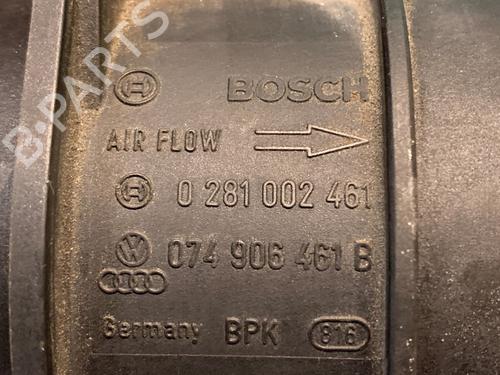 B-PARTS
BOSCH
AIR FLOW
0 281 002 461
074 906 461 B
Germany BPK 816